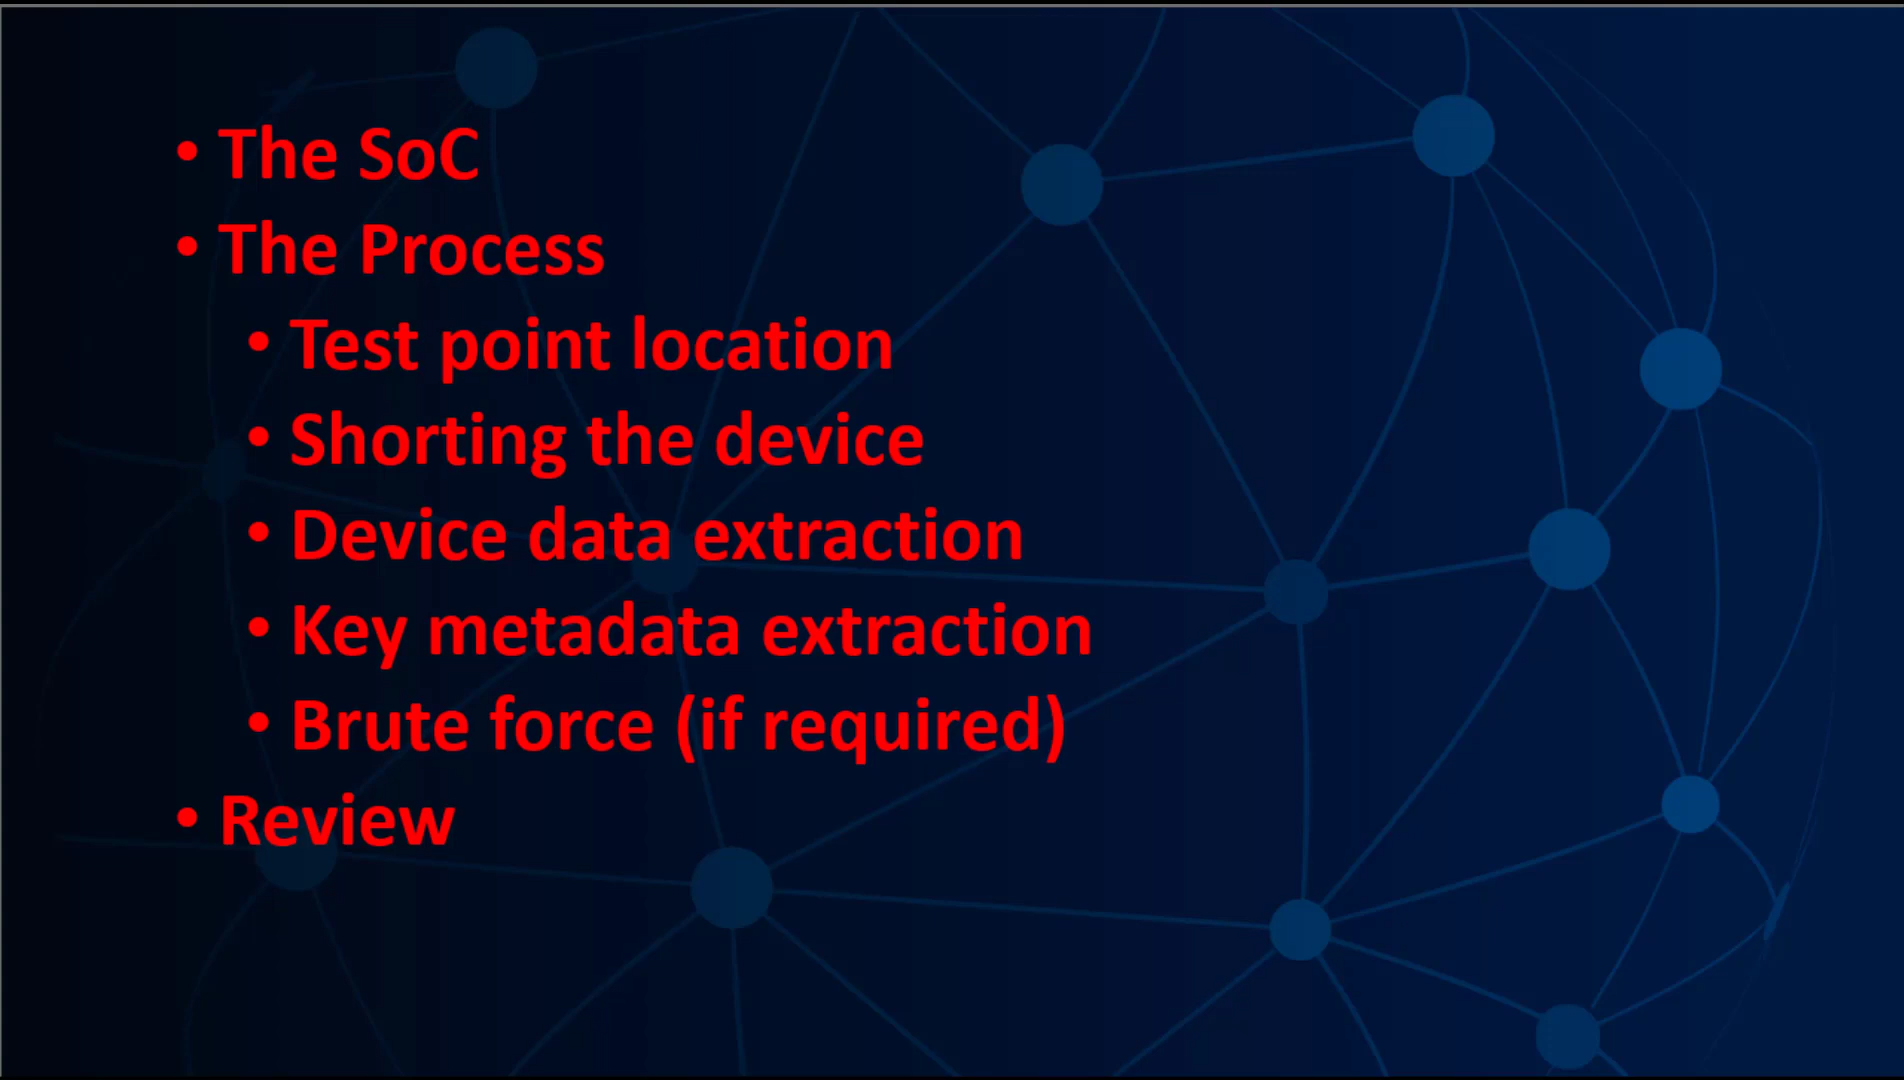 • The SoC
• The Process
• Test point location
• Shorting the device
• Device data extraction
• Key metadata extraction
• Brute force (if required)
• Review